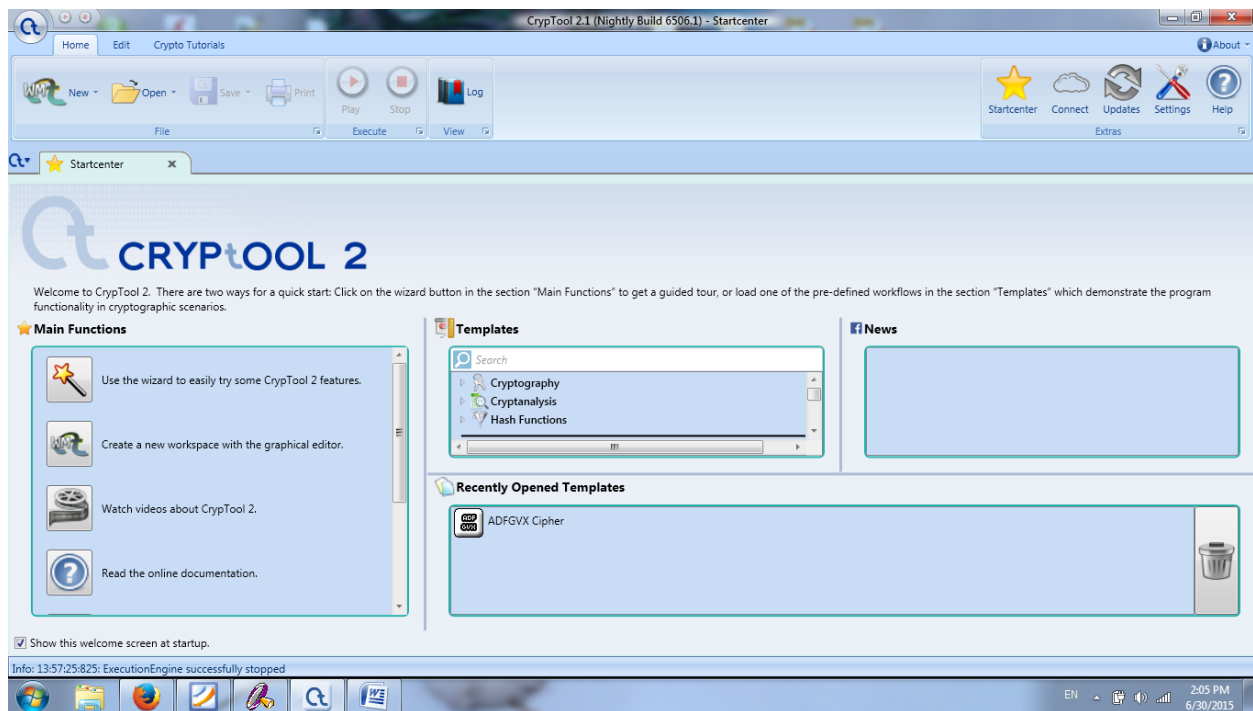 CrypTool 2.1 (Nightly Build 6506.1) - Startcenter
Home Edit Crypto Tutorials
About
New Open Save Print
Play Stop
Log
Startcenter Connect Updates Settings Help
File Execute View Extras
Startcenter
CRYPtOOL 2
Welcome to CrypTool 2. There are two ways for a quick start: Click on the wizard button in the section "Main Functions" to get a guided tour, or load one of the pre-defined workflows in the section "Templates" which demonstrate the program
functionality in cryptographic scenarios.
Main Functions
Use the wizard to easily try some CrypTool 2 features.
Create a new workspace with the graphical editor.
Watch videos about CrypTool 2.
Read the online documentation.
Templates
Search
Cryptography
Cryptanalysis
Hash Functions
News
Recently Opened Templates
ADF
GVX
ADFGVX Cipher
Show this welcome screen at startup.
Info: 13:57:25:825: ExecutionEngine successfully stopped
EN
2:05 PM
6/30/2015